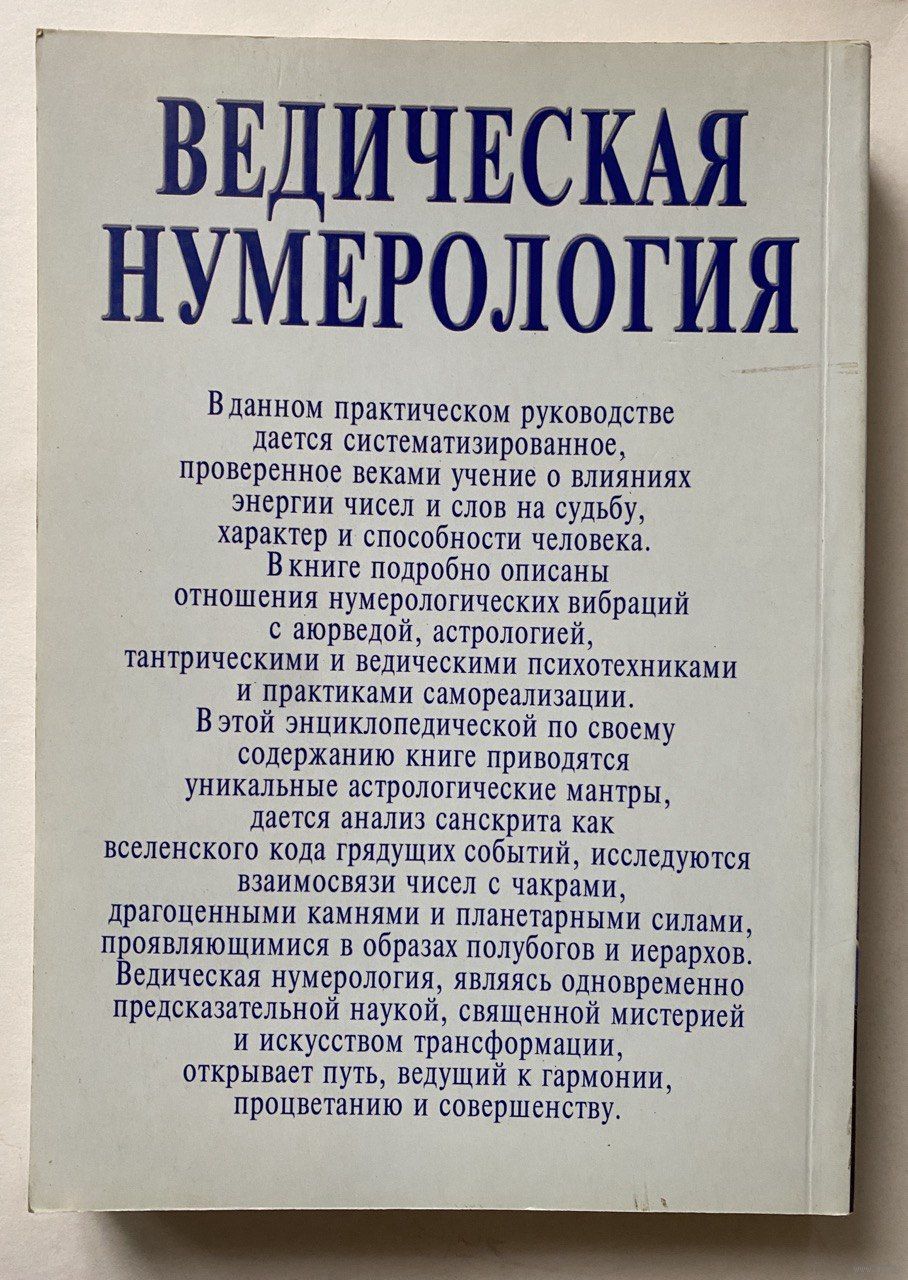 ВЕДИЧЕСКАЯ
НУМЕРОЛОГИЯ
В данном практическом руководстве
дается систематизированное,
проверенное веками учение о влияниях
энергии чисел и слов на судьбу,
характер и способности человека.
В книге подробно описаны
отношения нумерологических вибраций
с аюрведой, астрологией,
тантрическими и ведическими психотехниками
и практиками самореализации.
В этой энциклопедической по своему
содержанию книге приводятся
уникальные астрологические мантры,
дается анализ санскрита как
вселенского кода грядущих событий, исследуются
взаимосвязи чисел с чакрами,
драгоценными камнями и планетарными силами,
проявляющимися в образах полубогов и иерархов.
Ведическая нумерология, являясь одновременно
предсказательной наукой, священной мистерией
и искусством трансформации,
открывает путь, ведущий к гармонии,
процветанию и совершенству.